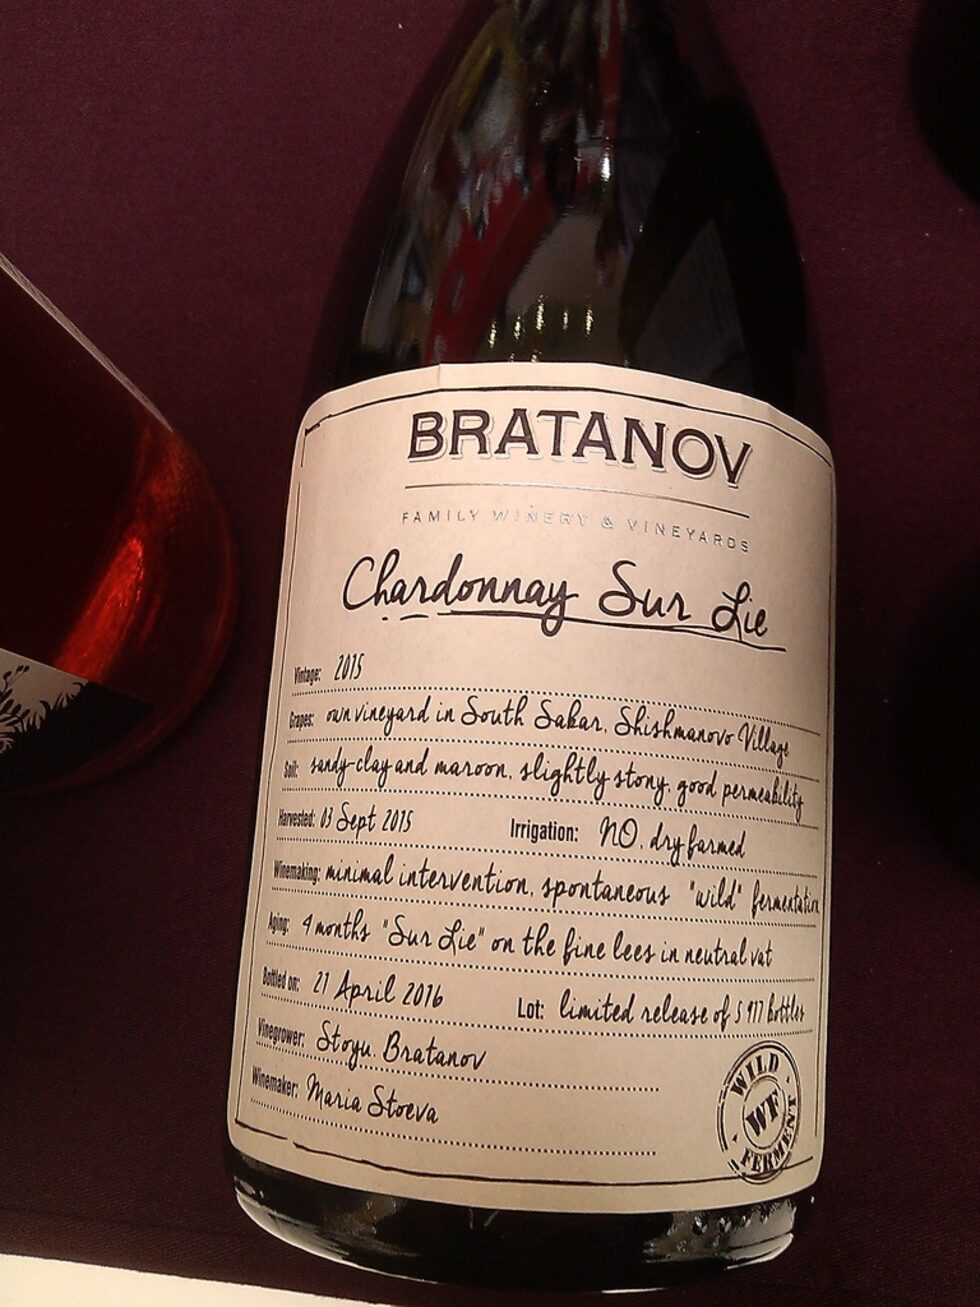 BRATANOV
FAMILY WINERY & VINEYARDS
Chardonnay Sur Lie
Vintage: 2015
Grapes: own vineyard in South Sakar, Shishmanovo Village
Soil: sandy-clay and maroon, slightly stony, good permeability
Harvested: 03 Sept 2015 Irrigation: NO, dry farmed
Winemaking: minimal intervention, spontaneous "wild" fermentation
Aging: 4 months "Sur Lie" on the fine lees in neutral vat
Bottled on: 21 April 2016 Lot: limited release of 5 977 bottles
Vinegrower: Stoyu. Bratanov
Winemaker: Maria Stoeva
WILD
WF
FERMENT